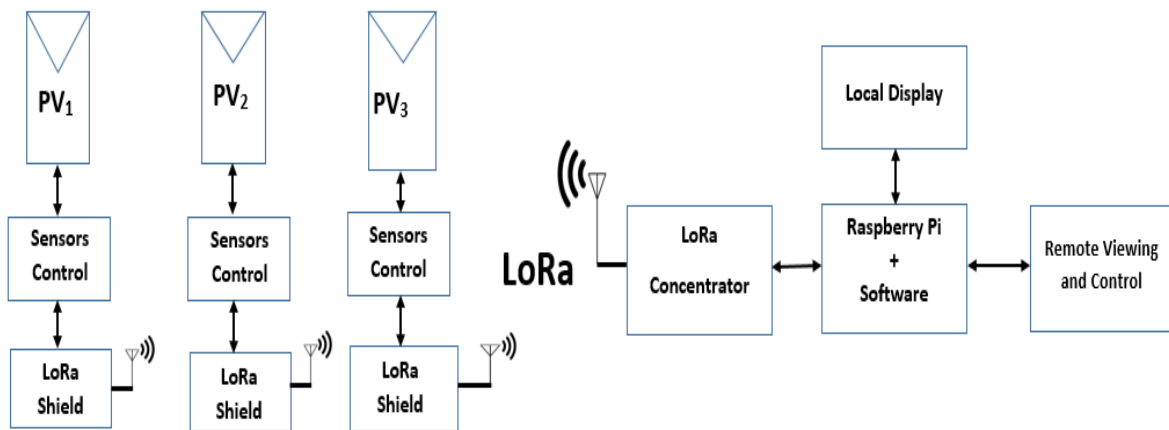 PV₁
Sensors
Control
LoRa
Shield
PV₂
Sensors
Control
LoRa
Shield
PV₃
Sensors
Control
LoRa
Shield
LoRa
LoRa
Concentrator
Local Display
Raspberry Pi
+
Software
Remote Viewing
and Control